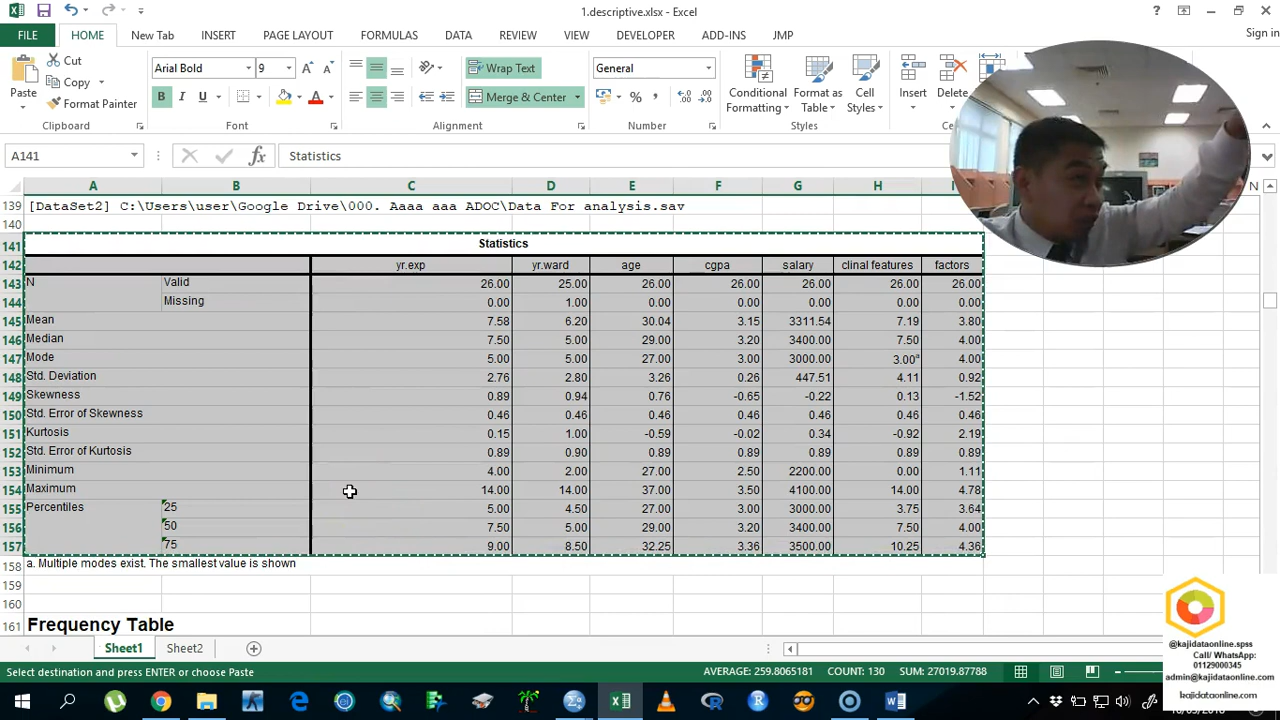 1.descriptive.xlsx - Excel
Sign in
FILE HOME New Tab INSERT PAGE LAYOUT FORMULAS DATA REVIEW VIEW DEVELOPER ADD-INS JMP
Cut
Copy
Format Painter
Paste
Arial Bold 9
B I U
Wrap Text
Merge & Center
General
Conditional Formatting
Format as Table
Cell Styles
Insert
Delete
Clipboard Font Alignment Number Styles
A141 Statistics
A B C D E F G H N
139 [DataSet2] C:\Users\user\Google Drive\000. Aaaa aaa ADOC\Data For analysis.sav
140
141 Statistics
142 yr.exp yr.ward age cgpa salary clinal features factors
143 N Valid 26.00 25.00 26.00 26.00 26.00 26.00 26.00
144 Missing 0.00 1.00 0.00 0.00 0.00 0.00 0.00
145 Mean 7.58 6.20 30.04 3.15 3311.54 7.19 3.80
146 Median 7.50 5.00 29.00 3.20 3400.00 7.50 4.00
147 Mode 5.00 5.00 27.00 3.00 3000.00 3.00ª 4.00
148 Std. Deviation 2.76 2.80 3.26 0.26 447.51 4.11 0.92
149 Skewness 0.89 0.94 0.76 -0.65 -0.22 0.13 -1.52
150 Std. Error of Skewness 0.46 0.46 0.46 0.46 0.46 0.46 0.46
151 Kurtosis 0.15 1.00 -0.59 -0.02 0.34 -0.92 2.19
152 Std. Error of Kurtosis 0.89 0.90 0.89 0.89 0.89 0.89 0.89
153 Minimum 4.00 2.00 27.00 2.50 2200.00 0.00 1.11
154 Maximum 14.00 14.00 37.00 3.50 4100.00 14.00 4.78
155 Percentiles 25 5.00 4.50 27.00 3.00 3000.00 3.75 3.64
156 50 7.50 5.00 29.00 3.20 3400.00 7.50 4.00
157 75 9.00 8.50 32.25 3.36 3500.00 10.25 4.36
158 a. Multiple modes exist. The smallest value is shown
159
160
161 Frequency Table
Sheet1 Sheet2
@kajidataonline.spss
Call/ WhatsApp:
01129000345
admin@kajidataonline.com
kajidataonline.com
Select destination and press ENTER or choose Paste AVERAGE: 259.8065181 COUNT: 130 SUM: 27019.87788